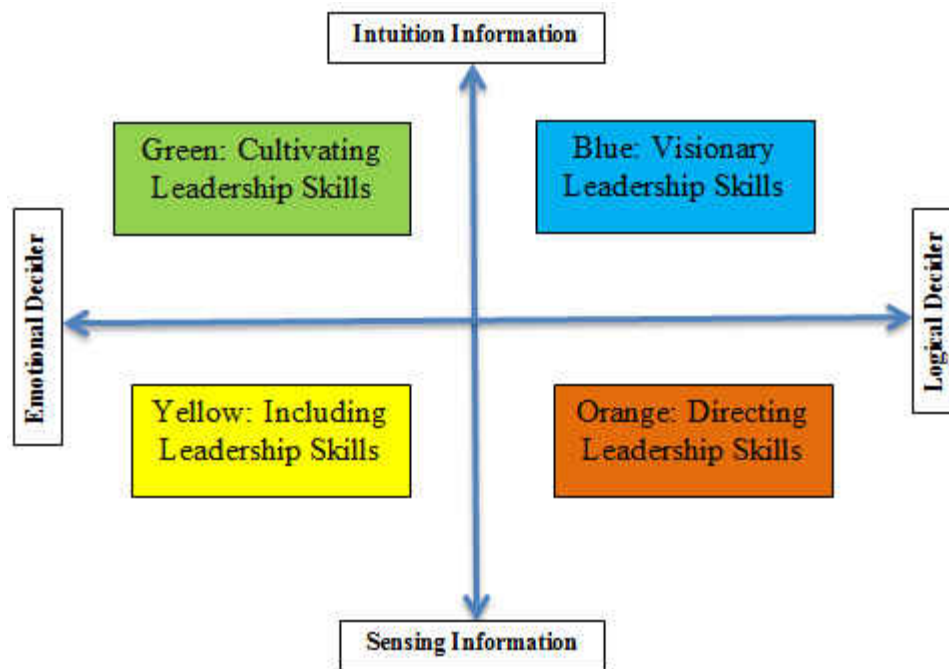 Intuition Information
Green: Cultivating
Leadership Skills
Blue: Visionary
Leadership Skills
Emotional Decider
Logical Decider
Yellow: Including
Leadership Skills
Orange: Directing
Leadership Skills
Sensing Information